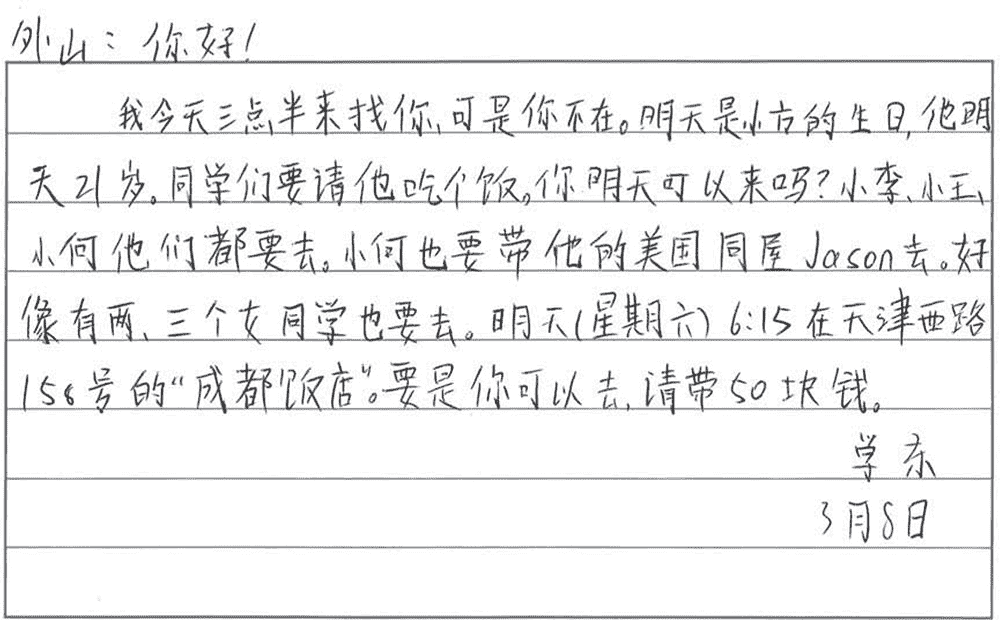 外山：你好！
我今天三点半来找你，可是你不在。明天是小方的生日，他明
天21岁。同学们要请他吃个饭，你明天可以来吗？小李、小王、
小何他们都要去。小何也要带他的美国同屋Jason去。好
像有两、三个女同学也要去。明天（星期六）6:15在天津西路
158号的“成都饭店”。要是你可以去，请带50块钱。
学东
3月8日